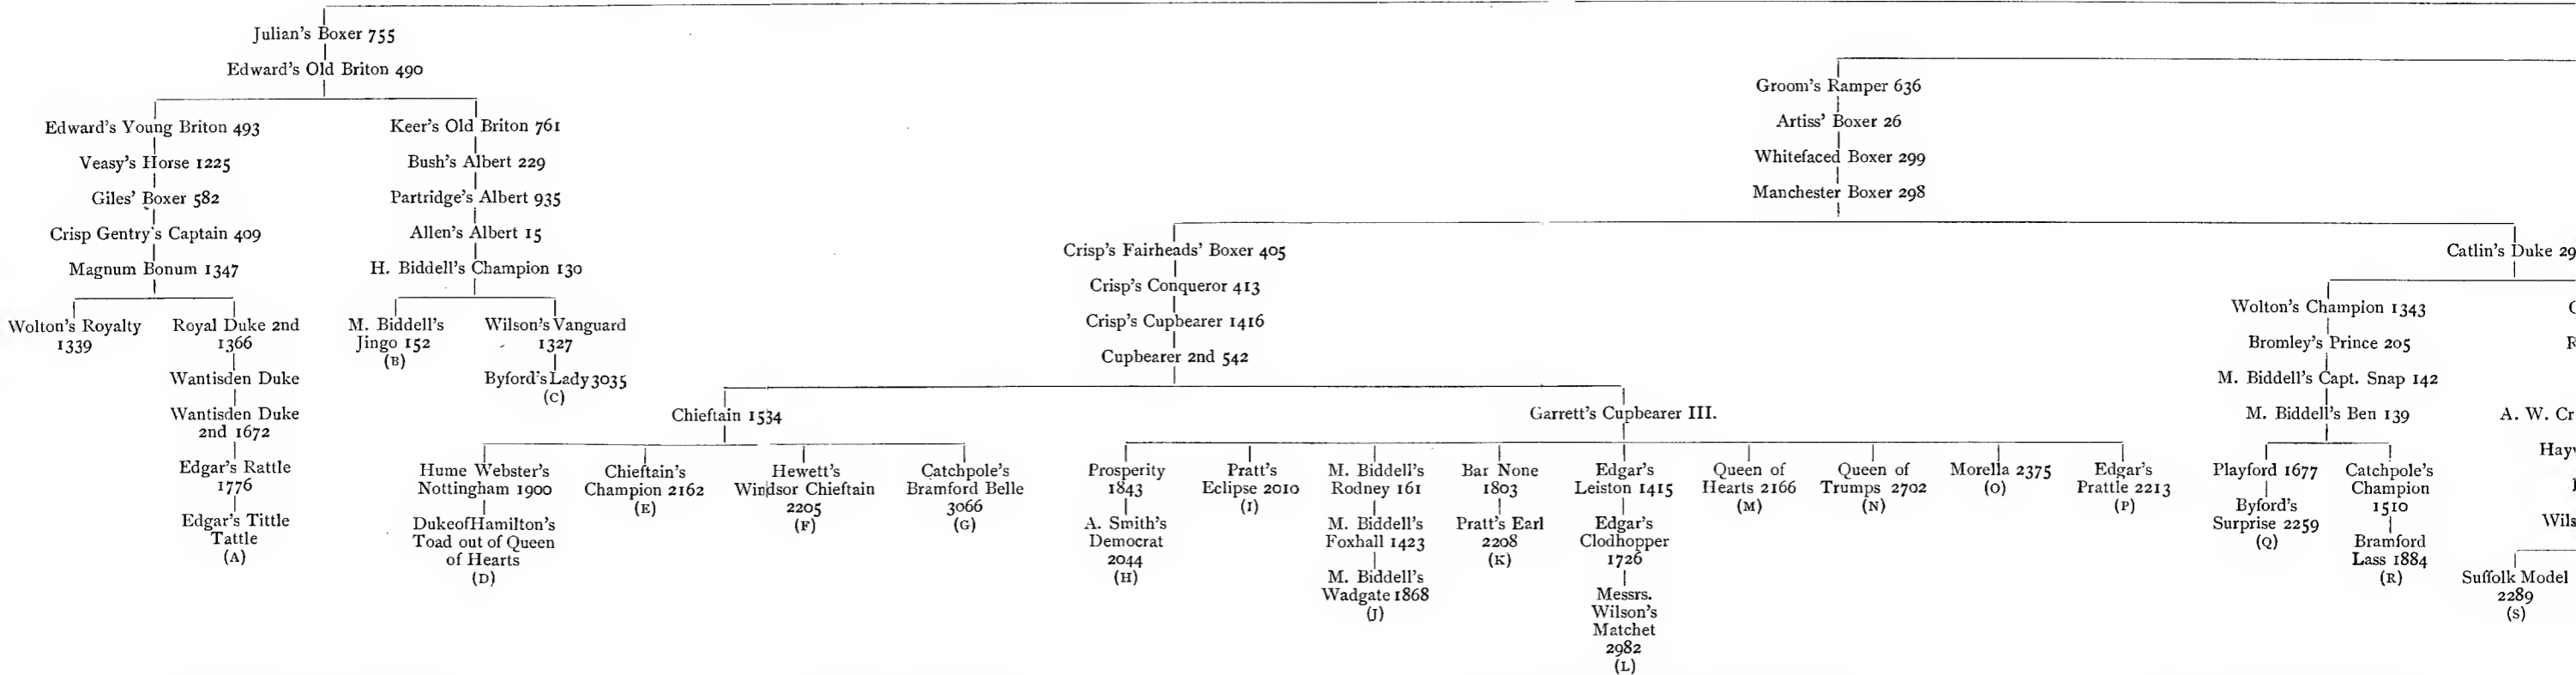 Julian's Boxer 755
Edward's Old Briton 490
Edward's Young Briton 493
Veasy's Horse 1225
Giles' Boxer 582
Crisp Gentry's Captain 409
Magnum Bonum 1347
Wolton's Royalty
1339
Royal Duke 2nd
1366
Wantisden Duke
Wantisden Duke
2nd 1672
Edgar's Rattle
1776
Edgar's Tittle
Tattle
(A)
Keer's Old Briton 761
Bush's Albert 229
Partridge's Albert 935
Allen's Albert 15
H. Biddell's Champion 130
M. Biddell's
Jingo 152
(B)
Wilson's Vanguard
1327
Byford's Lady 3035
(C)
Groom's Ramper 636
Artiss' Boxer 26
Whitefaced Boxer 299
Manchester Boxer 298
Crisp's Fairheads' Boxer 405
Crisp's Conqueror 413
Crisp's Cupbearer 1416
Cupbearer 2nd 542
Chieftain 1534
Hume Webster's
Nottingham 1900
Duke of Hamilton's
Toad out of Queen
of Hearts
(D)
Chieftain's
Champion 2162
(E)
Hewett's
Windsor Chieftain
2205
(F)
Catchpole's
Bramford Belle
3066
(G)
Garrett's Cupbearer III.
Prosperity
1843
A. Smith's
Democrat
2044
(H)
Pratt's
Eclipse 2010
(I)
M. Biddell's
Rodney 161
M. Biddell's
Foxhall 1423
M. Biddell's
Wadgate 1868
(J)
Bar None
1803
Pratt's Earl
2208
(K)
Edgar's
Leiston 1415
Edgar's
Clodhopper
1726
Messrs.
Wilson's
Matchet
2982
(L)
Queen of
Hearts 2166
(M)
Queen of
Trumps 2702
(N)
Morella 2375
(O)
Edgar's
Prattle 2213
(P)
Catlin's Duke 29
Wolton's Champion 1343
Bromley's Prince 205
M. Biddell's Capt. Snap 142
M. Biddell's Ben 139
Playford 1677
Byford's
Surprise 2259
(Q)
Catchpole's
Champion
1510
Bramford
Lass 1884
(R)
A. W. Cr
Hay
Wils
Suffolk Model
2289
(S)